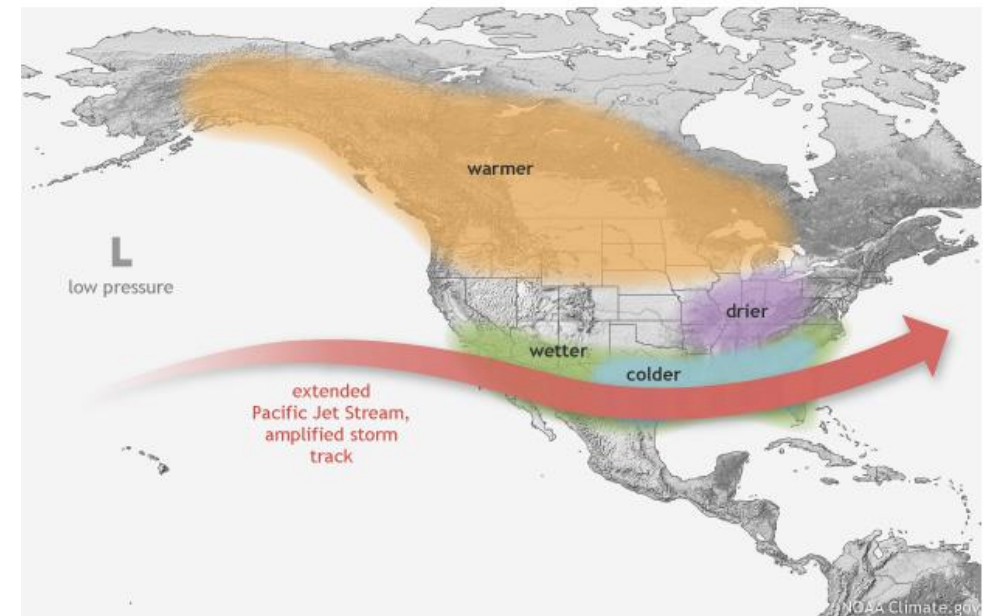 warmer
L
low pressure
drier
wetter
colder
extended
Pacific Jet Stream,
amplified storm
track
NOAA Climate.gov